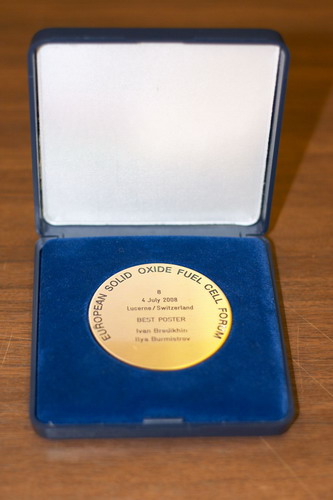 EUROPEAN SOLID OXIDE FUEL CELL FORUM
8
4 July 2008
Lucerne/Switzerland
BEST POSTER
Ivan Bredikhin
Ilya Burmistrov